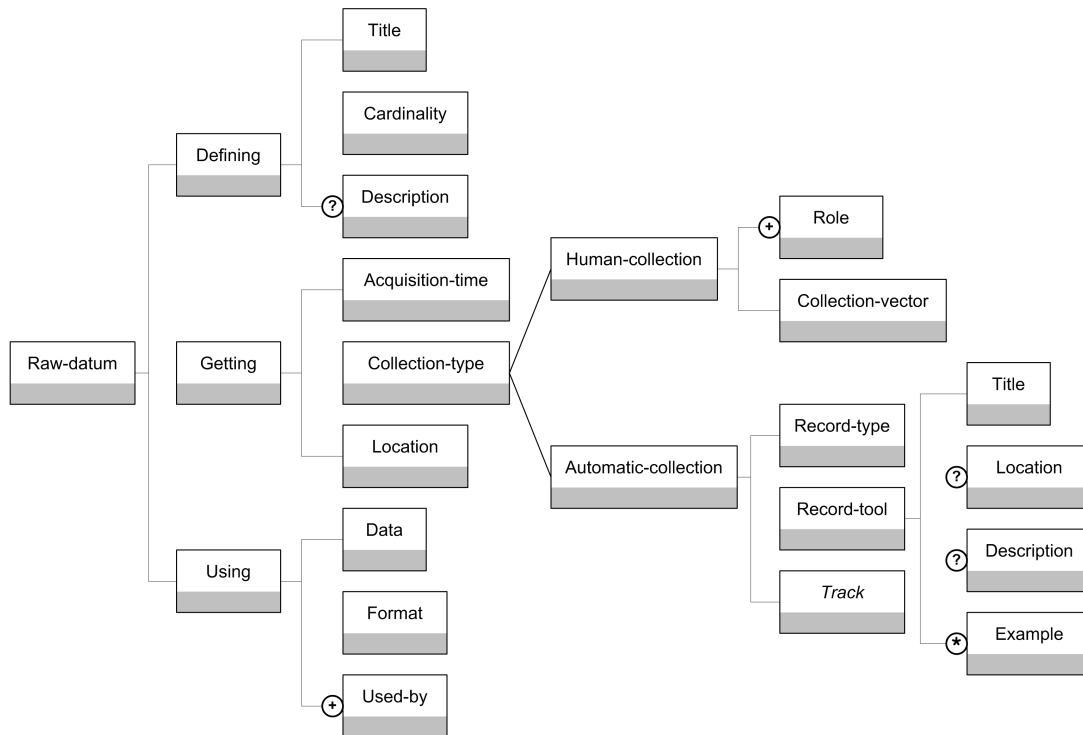 Title
Cardinality
Defining
?
Description
Acquisition-time
Raw-datum
Getting
Collection-type
Location
Using
Data
Format
+
Used-by
Human-collection
+
Role
Collection-vector
Automatic-collection
Record-type
Record-tool
Track
Title
?
Location
?
Description
*
Example